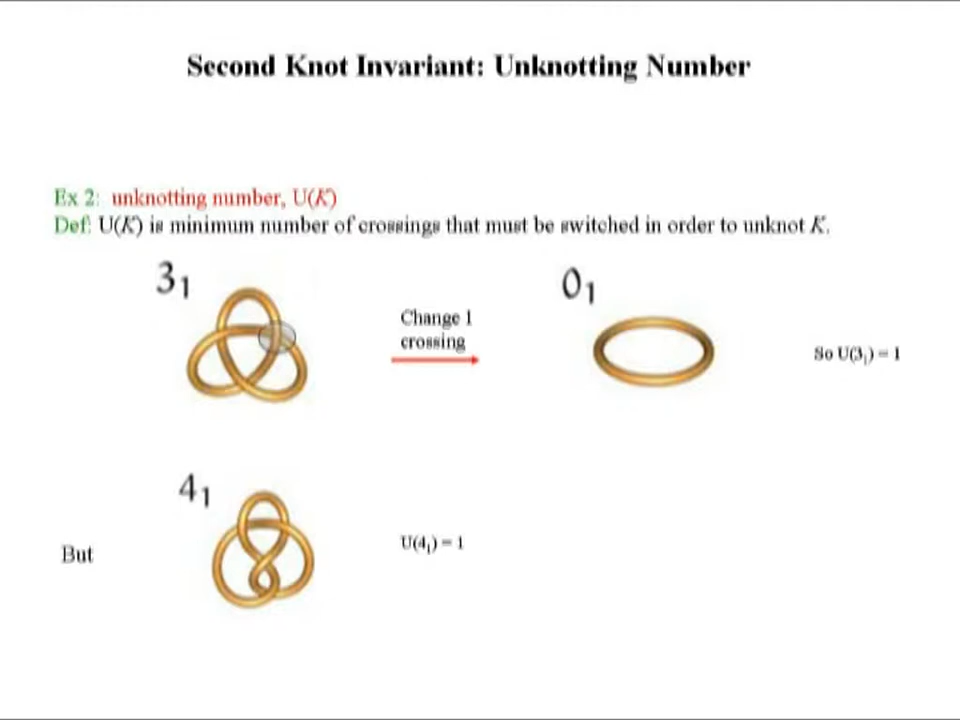 Second Knot Invariant: Unknotting Number
Ex 2: unknotting number, U(K)
Def: U(K) is minimum number of crossings that must be switched in order to unknot K.
3₁
Change 1
crossing
0₁
So U(3₁) = 1
4₁
But
U(4₁) = 1